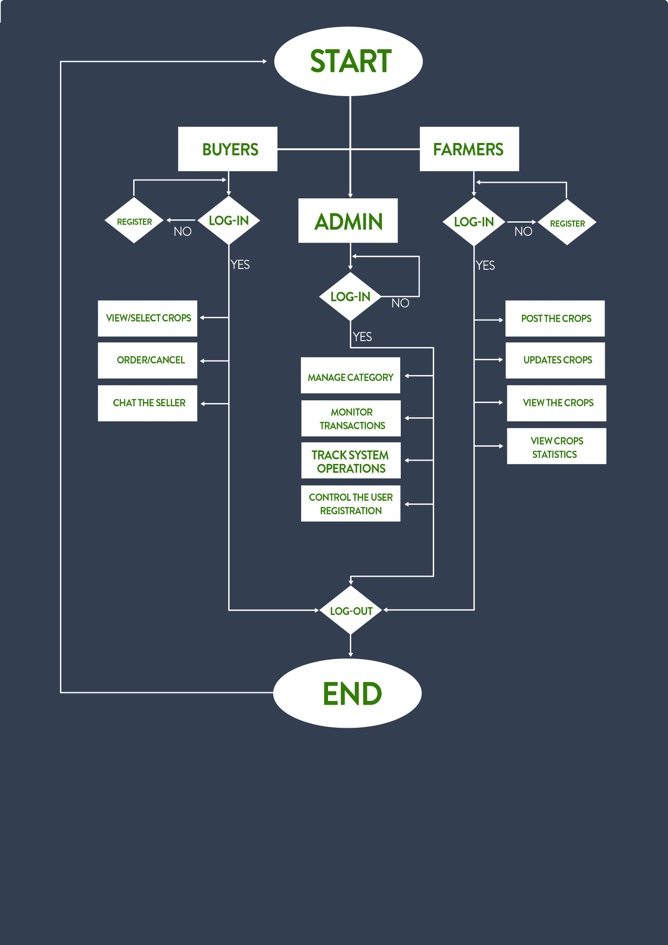 START
BUYERS
FARMERS
REGISTER
NO
LOG-IN
ADMIN
LOG-IN
NO
REGISTER
YES
YES
LOG-IN
NO
YES
VIEW/SELECT CROPS
ORDER/CANCEL
CHAT THE SELLER
MANAGE CATEGORY
MONITOR
TRANSACTIONS
TRACK SYSTEM
OPERATIONS
CONTROL THE USER
REGISTRATION
POST THE CROPS
UPDATES CROPS
VIEW THE CROPS
VIEW CROPS
STATISTICS
LOG-OUT
END